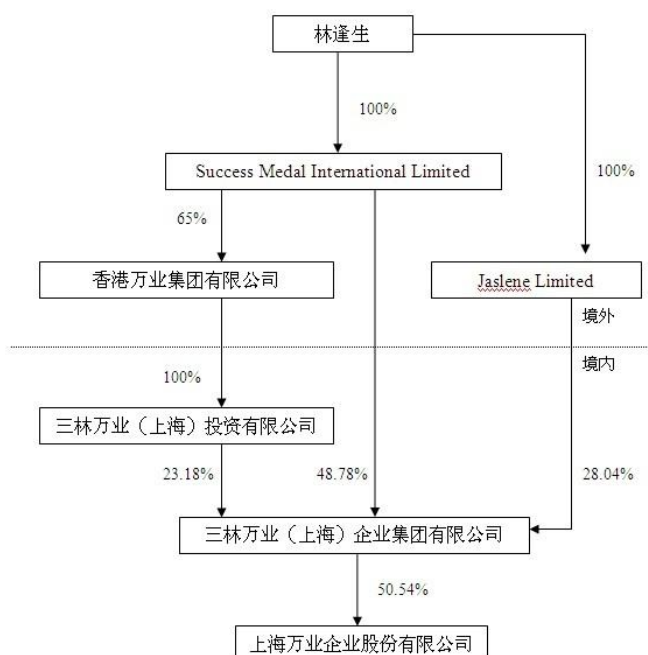 林逢生
100%
Success Medal International Limited
100%
65%
香港万业集团有限公司
Jaslene Limited
境外
境内
100%
三林万业（上海）投资有限公司
23.18%
48.78%
28.04%
三林万业（上海）企业集团有限公司
50.54%
上海万业企业股份有限公司